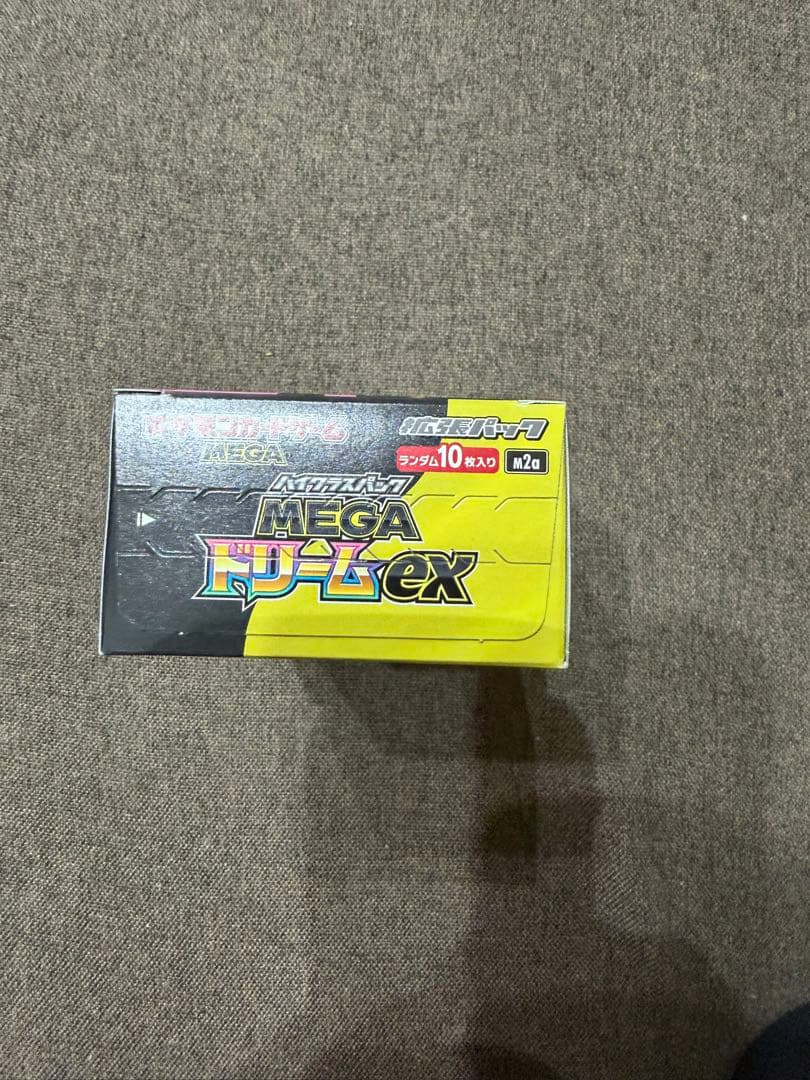 ポケモンカードゲーム
MEGA
拡張パック
ランダム10枚入り
M2a
ハイクラスパック
MEGA
ドリームex